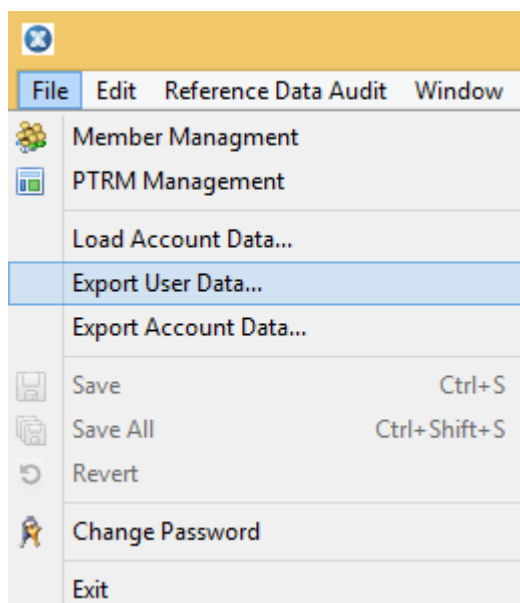 File Edit Reference Data Audit Window
Member Managment
PTRM Management
Load Account Data...
Export User Data...
Export Account Data...
Save Ctrl+S
Save All Ctrl+Shift+S
Revert
Change Password
Exit